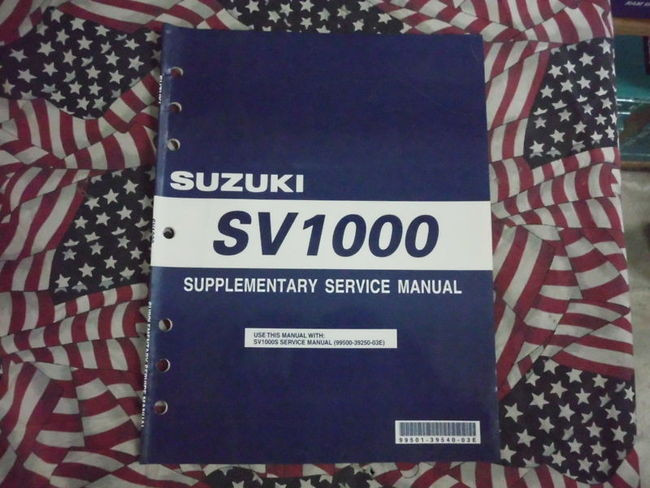 SUZUKI
SV1000
SUPPLEMENTARY SERVICE MANUAL
USE THIS MANUAL WITH:
SV1000S SERVICE MANUAL (99500-39250-03E)
99501-39540-03E